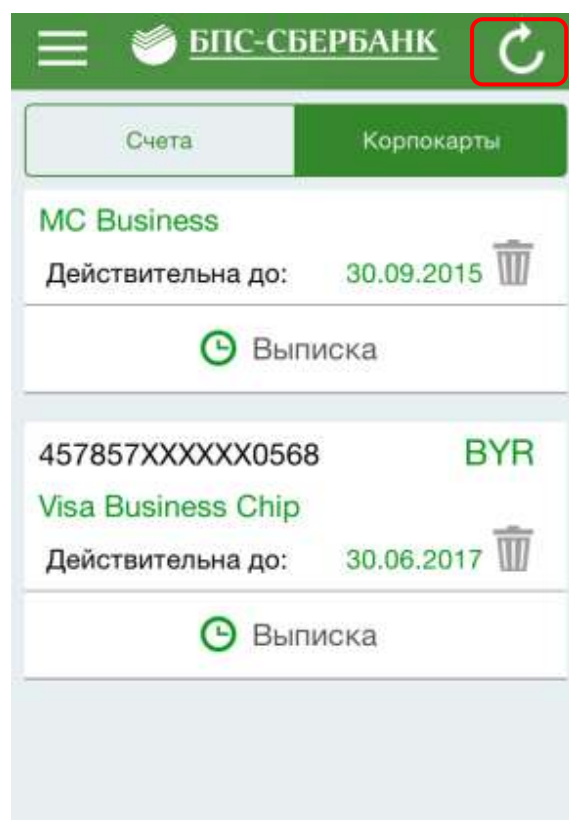 БПС-СБЕРБАНК
Счета Корпокарты
MC Business
Действительна до: 30.09.2015
Выписка
457857XXXXXX0568 BYR
Visa Business Chip
Действительна до: 30.06.2017
Выписка